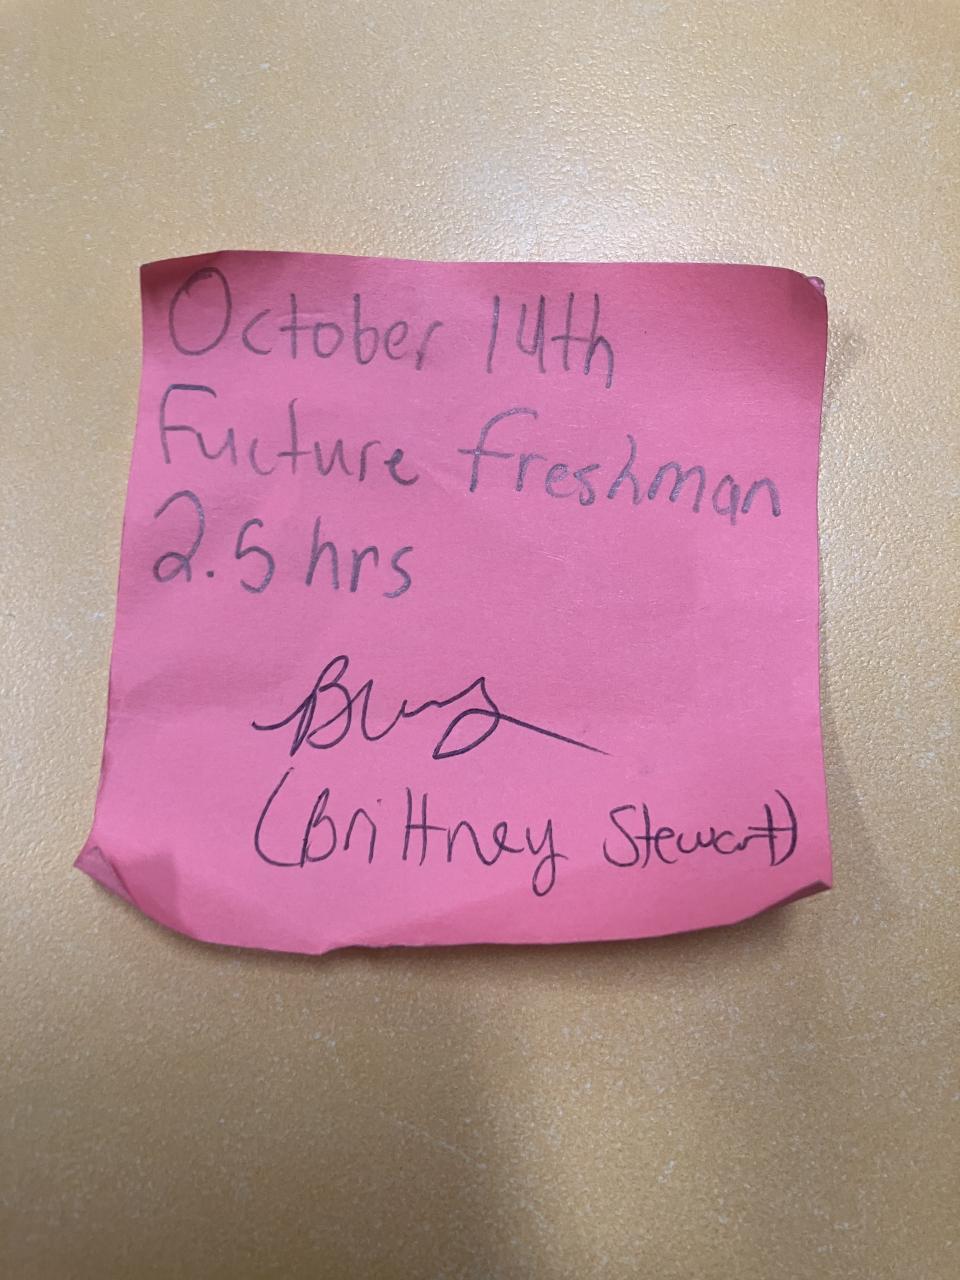 October 14th
Fucture freshman
2.5 hrs
(Brittney Stewart)